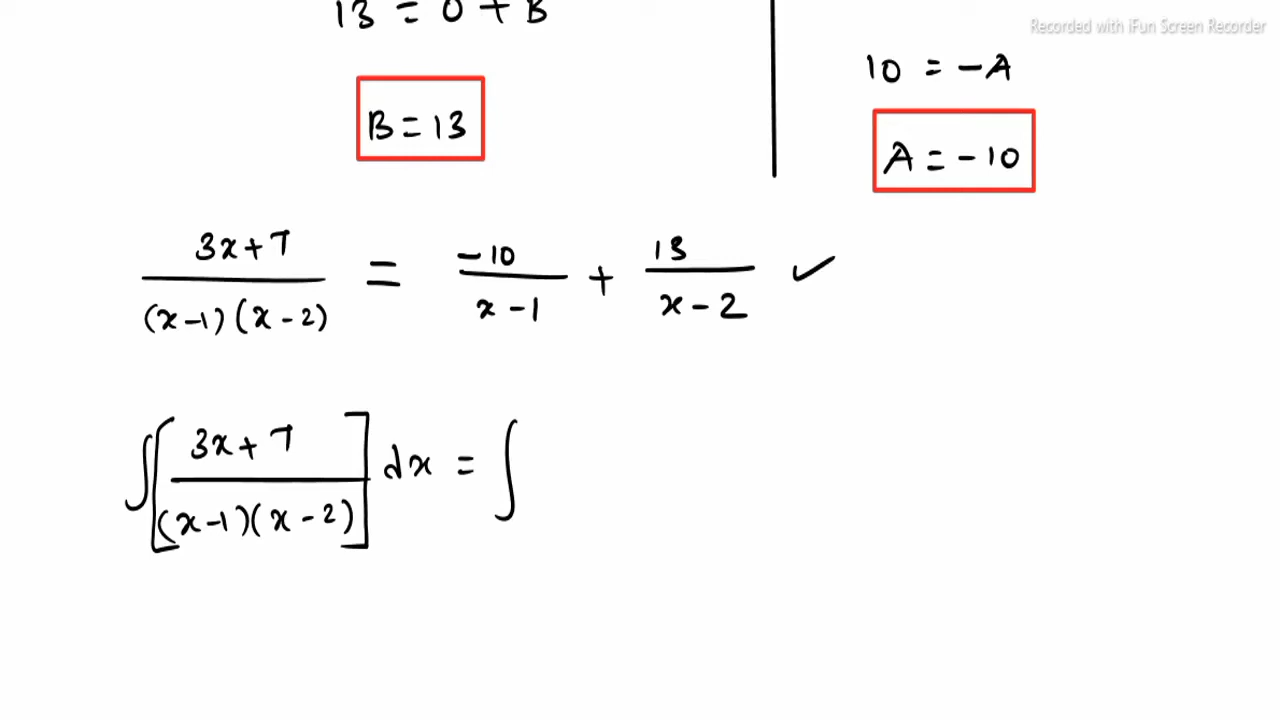 13 = 0 + B
Recorded with iFun Screen Recorder
10 = -A
B = 13
A = -10
3x+7 / (x-1)(x-2) = -10 / x-1 + 13 / x-2 ✓
∫[3x+7 / (x-1)(x-2)] dx = ∫